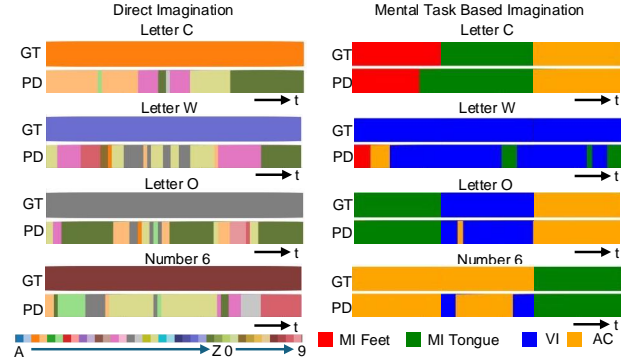 Direct Imagination
Letter C
GT
PD
t
Letter W
GT
PD
t
Letter O
GT
PD
t
Number 6
GT
PD
t
A Z 0 9
Mental Task Based Imagination
Letter C
GT
PD
t
Letter W
GT
PD
t
Letter O
GT
PD
t
Number 6
GT
PD
t
MI Feet MI Tongue VI AC